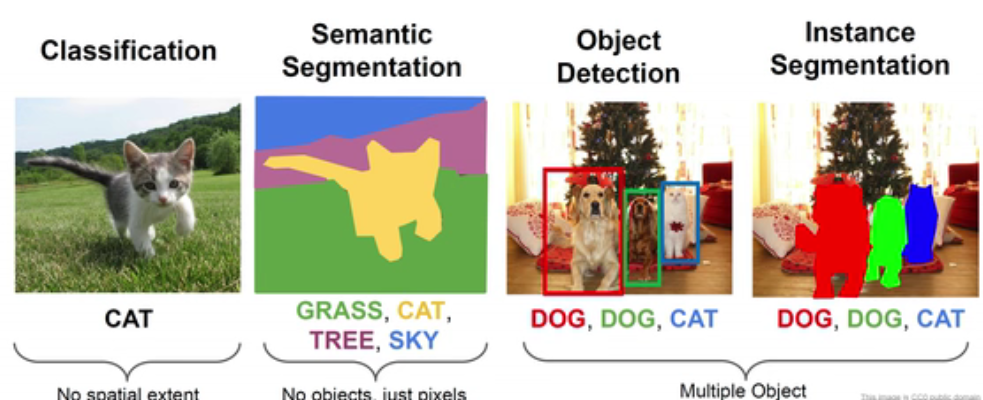 Classification
Semantic
Segmentation
Object
Detection
Instance
Segmentation
CAT
GRASS, CAT,
TREE, SKY
DOG, DOG, CAT
DOG, DOG, CAT
No spatial extent
No objects, just pixels
Multiple Object
This image is CC0 public domain